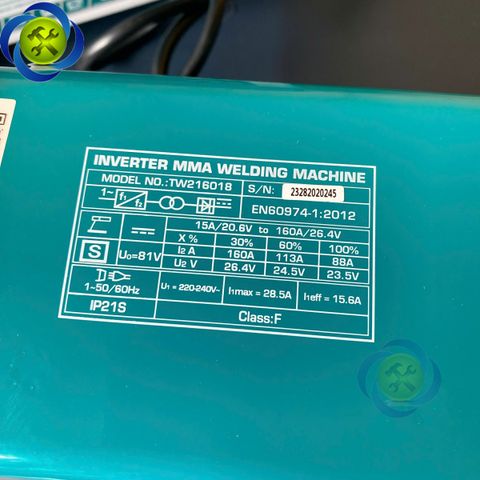 INVERTER MMA WELDING MACHINE
MODEL NO.:TW216018 S/N: 23282020245
1~ f₁ f₂ EN60974-1:2012
15A/20.6V to 160A/26.4V
X% 30% 60% 100%
S U₀=81V I₂ A 160A 113A 88A
U₂ V 26.4V 24.5V 23.5V
1~50/60Hz U₁ = 220-240V~ I₁max = 28.5A I₁eff = 15.6A
IP21S Class:F